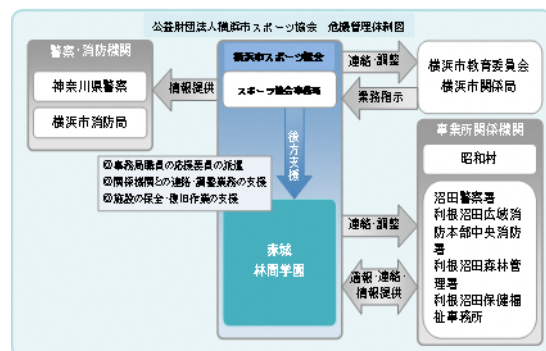 公益財団法人横浜市スポーツ協会 危機管理体制図
警察・消防機関
神奈川県警察
横浜市消防局
情報提供
横浜市スポーツ協会
スポーツ協会事務局
連絡・調整
業務指示
横浜市教育委員会
横浜市関係局
後方支援
①事務局職員の応援要員の派遣
②関係機関との連絡・調整業務の支援
③施設の保全・復旧作業の支援
赤城
林間学園
連絡・調整
通報・連絡・
情報提供
事業所関係機関
昭和村
沼田警察署
利根沼田広域消
防本部中央消防
署
利根沼田森林管
理署
利根沼田保健福
祉事務所